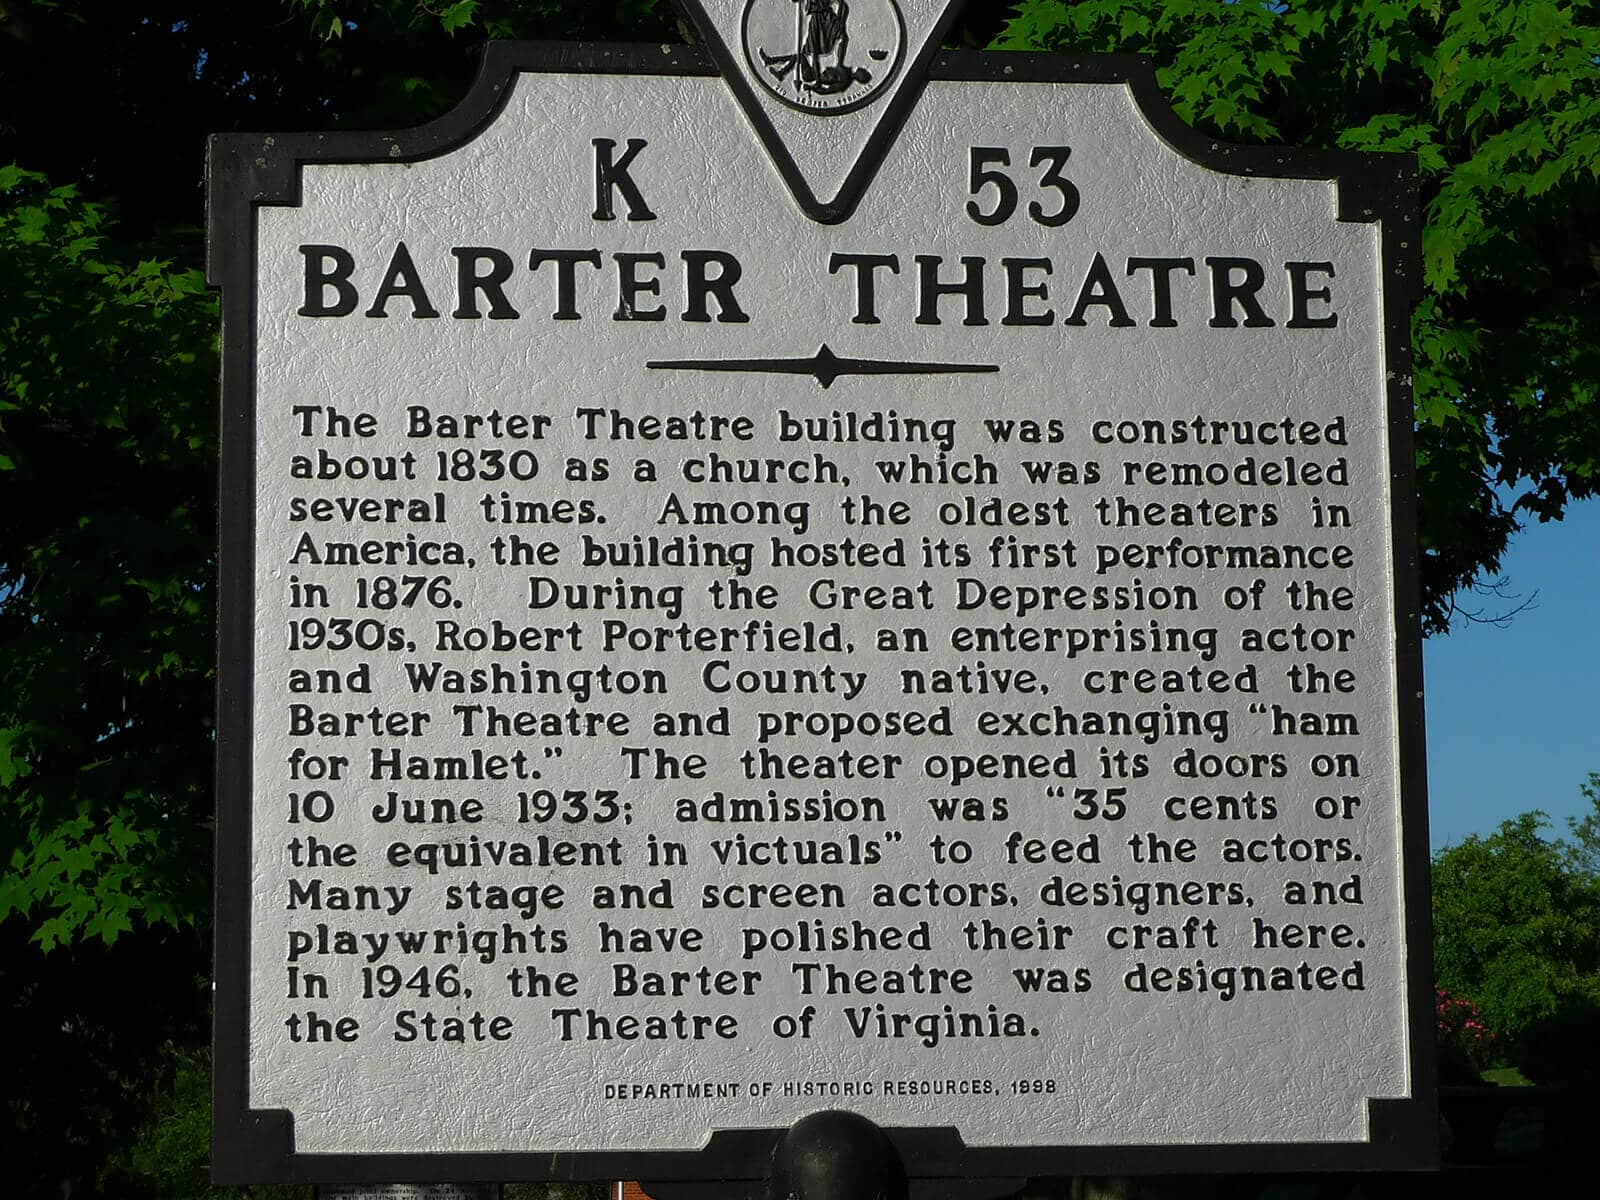 K 53
BARTER THEATRE
The Barter Theatre building was constructed
about 1830 as a church, which was remodeled
several times. Among the oldest theaters in
America, the building hosted its first performance
in 1876. During the Great Depression of the
1930s, Robert Porterfield, an enterprising actor
and Washington County native, created the
Barter Theatre and proposed exchanging “ham
for Hamlet.” The theater opened its doors on
10 June 1933; admission was “35 cents or
the equivalent in victuals” to feed the actors.
Many stage and screen actors, designers, and
playwrights have polished their craft here.
In 1946, the Barter Theatre was designated
the State Theatre of Virginia.
DEPARTMENT OF HISTORIC RESOURCES, 1998